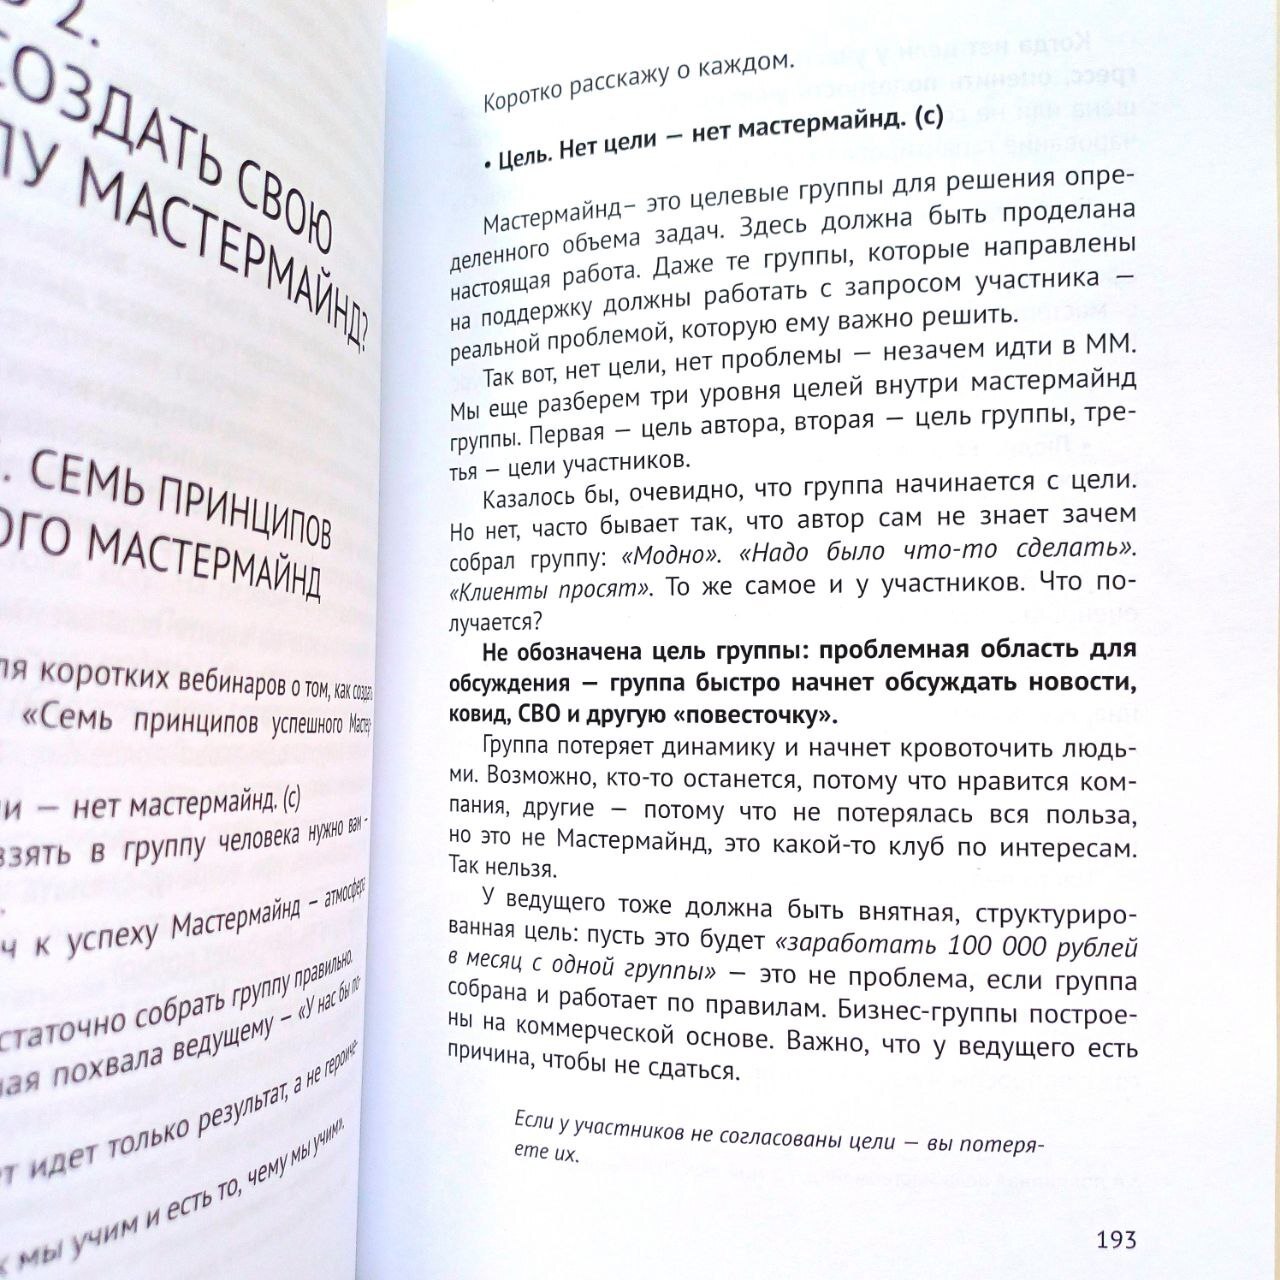 2.
СОЗДАТЬ СВОЮ
МАСТЕРМАЙНД?
СЕМЬ ПРИНЦИПОВ
МАСТЕРМАЙНД
коротких вебинаров о том, как создать
«Семь принципов успешного Мастер-
— нет мастермайнд. (с)
взять в группу человека нужно вам -
к успеху Мастермайнд – атмосфера
собрать группу правильно.
похвала ведущему – «У нас бы по-
идет только результат, а не героиче-
мы учим и есть то, чему мы учим».
Коротко расскажу о каждом.
• Цель. Нет цели — нет мастермайнд. (с)
Мастермайнд– это целевые группы для решения опре-
деленного объема задач. Здесь должна быть проделана
настоящая работа. Даже те группы, которые направлены
на поддержку должны работать с запросом участника —
реальной проблемой, которую ему важно решить.
Так вот, нет цели, нет проблемы — незачем идти в ММ.
Мы еще разберем три уровня целей внутри мастермайнд
группы. Первая — цель автора, вторая — цель группы, тре-
тья — цели участников.
Казалось бы, очевидно, что группа начинается с цели.
Но нет, часто бывает так, что автор сам не знает зачем
собрал группу: «Модно». «Надо было что-то сделать».
«Клиенты просят». То же самое и у участников. Что по-
лучается?
Не обозначена цель группы: проблемная область для
обсуждения — группа быстро начнет обсуждать новости,
ковид, СВО и другую «повесточку».
Группа потеряет динамику и начнет кровоточить людь-
ми. Возможно, кто-то останется, потому что нравится ком-
пания, другие — потому что не потерялась вся польза,
но это не Мастермайнд, это какой-то клуб по интересам.
Так нельзя.
У ведущего тоже должна быть внятная, структуриро-
ванная цель: пусть это будет «заработать 100 000 рублей
в месяц с одной группы» — это не проблема, если группа
собрана и работает по правилам. Бизнес-группы построе-
ны на коммерческой основе. Важно, что у ведущего есть
причина, чтобы не сдаться.
Если у участников не согласованы цели — вы потеря-
ете их.
193